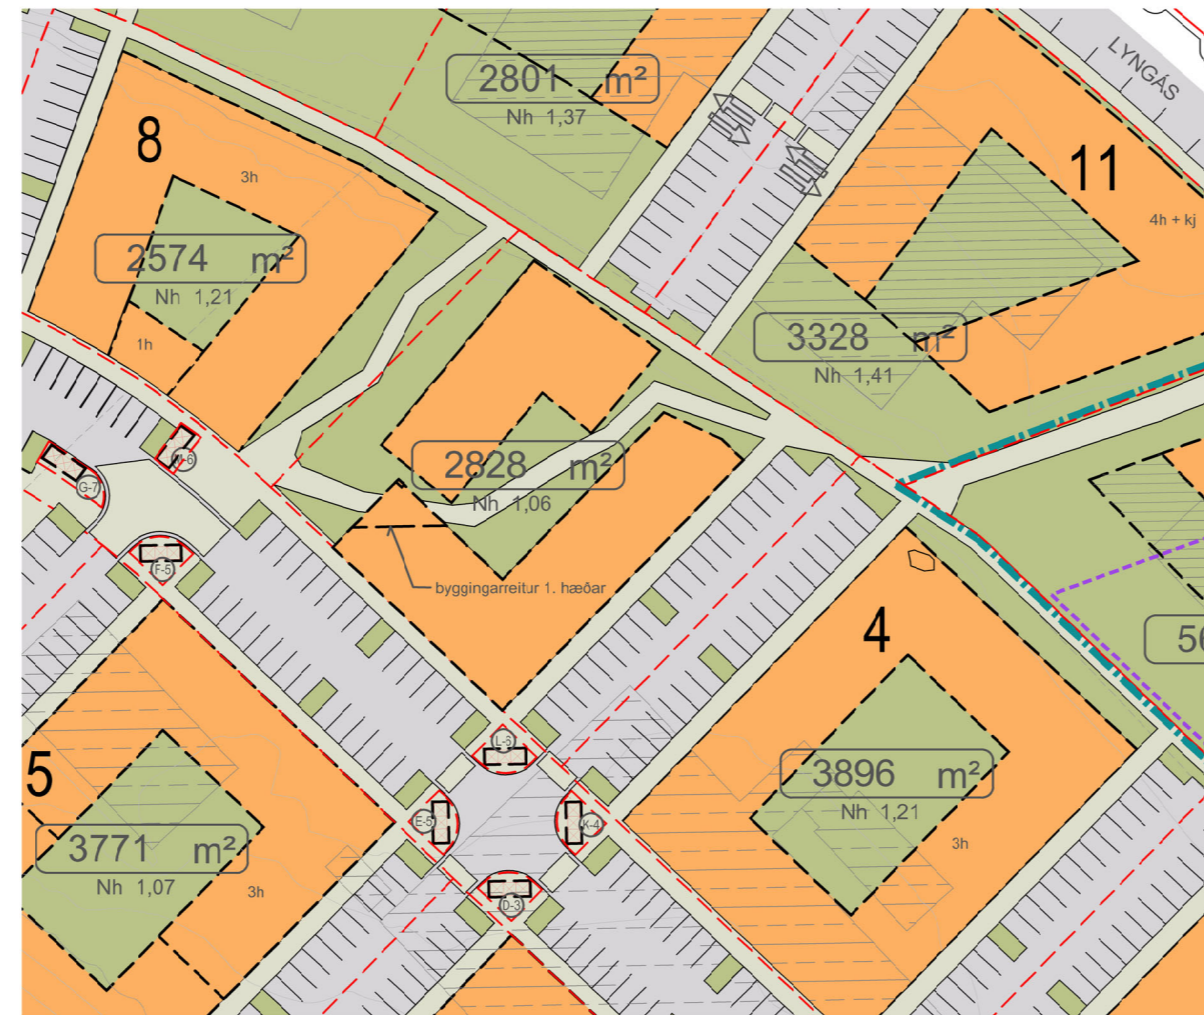 LYNGÁS
2801 m²
Nh 1,37
8
3h
11
4h + kj
2574 m²
Nh 1,21
1h
3328 m²
Nh 1,41
2828 m²
Nh 1,06
G-7
F-5
byggingarreitur 1. hæðar
4
5
L-6
3896 m²
Nh 1,21
3h
E-5
K-4
3771 m²
Nh 1,07
3h
D-3